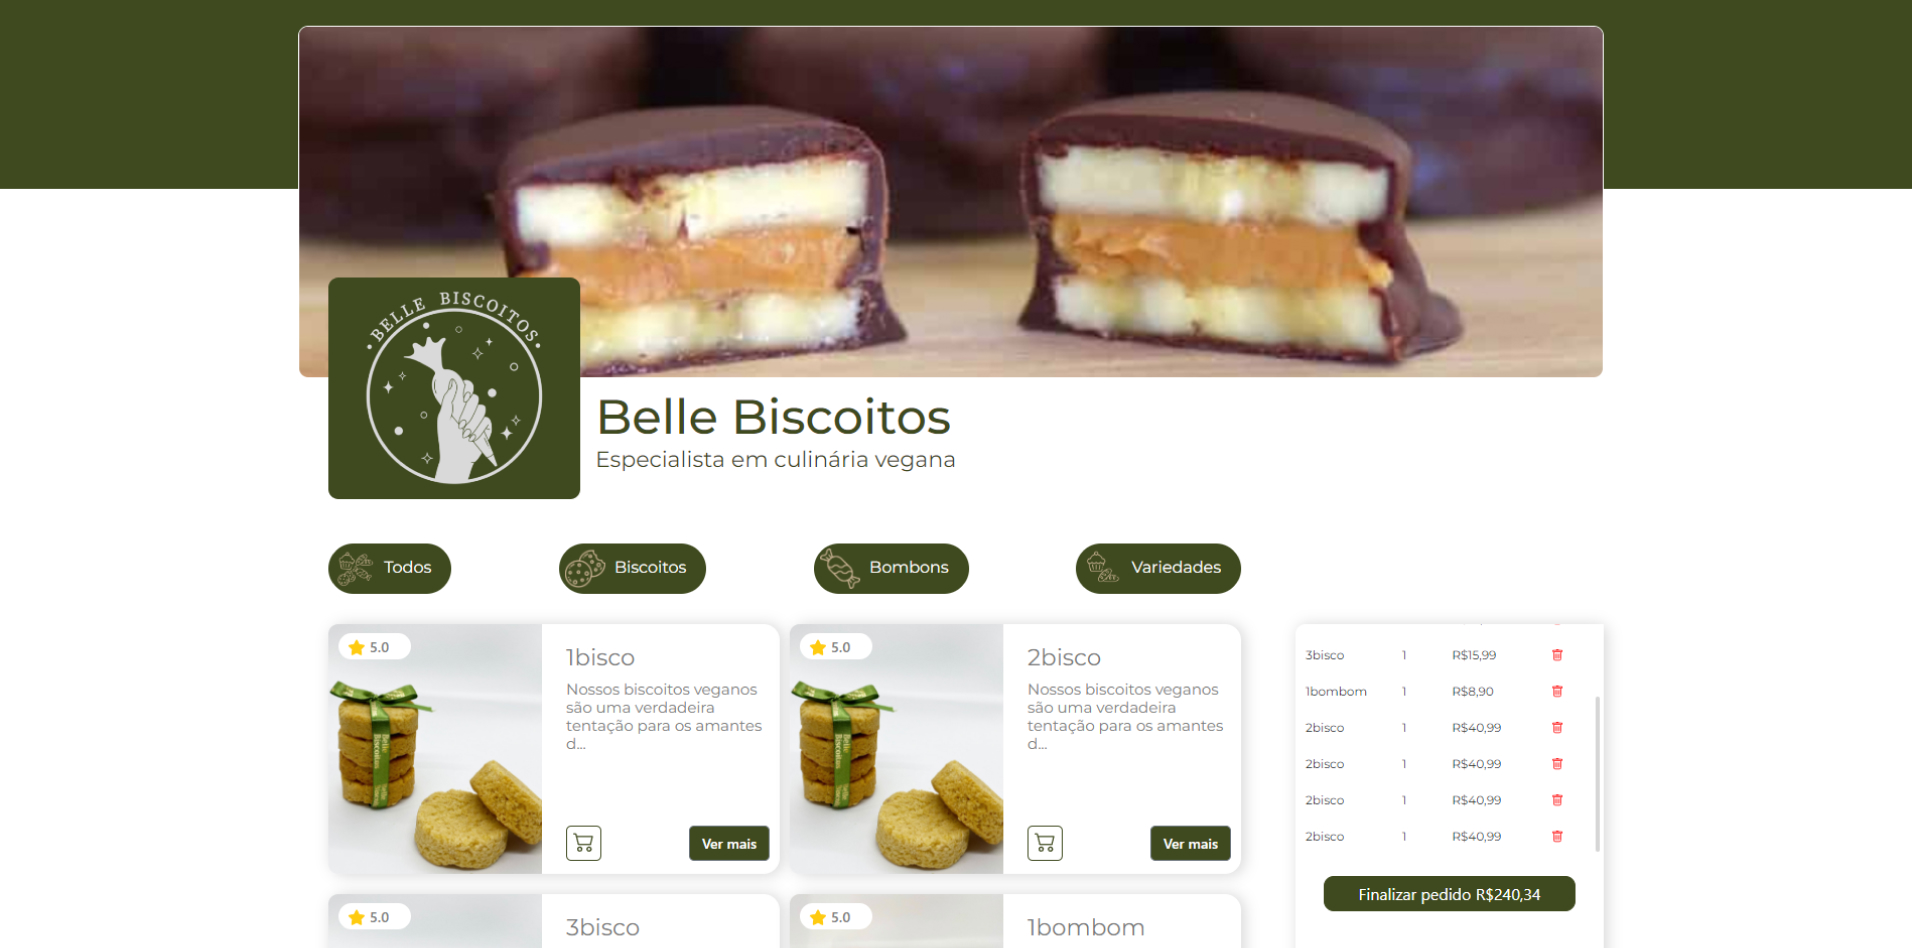 BELLE BISCOITOS
Belle Biscoitos
Especialista em culinária vegana
Todos
Biscoitos
Bombons
Variedades
5.0
1bisco
Nossos biscoitos veganos
são uma verdadeira
tentação para os amantes
d...
Ver mais
Belle
Biscoitos
5.0
2bisco
Nossos biscoitos veganos
são uma verdadeira
tentação para os amantes
d...
Ver mais
Belle
Biscoitos
3bisco 1 R$15,99
1bombom 1 R$8,90
2bisco 1 R$40,99
2bisco 1 R$40,99
2bisco 1 R$40,99
2bisco 1 R$40,99
Finalizar pedido R$240,34
5.0
3bisco
5.0
1bombom